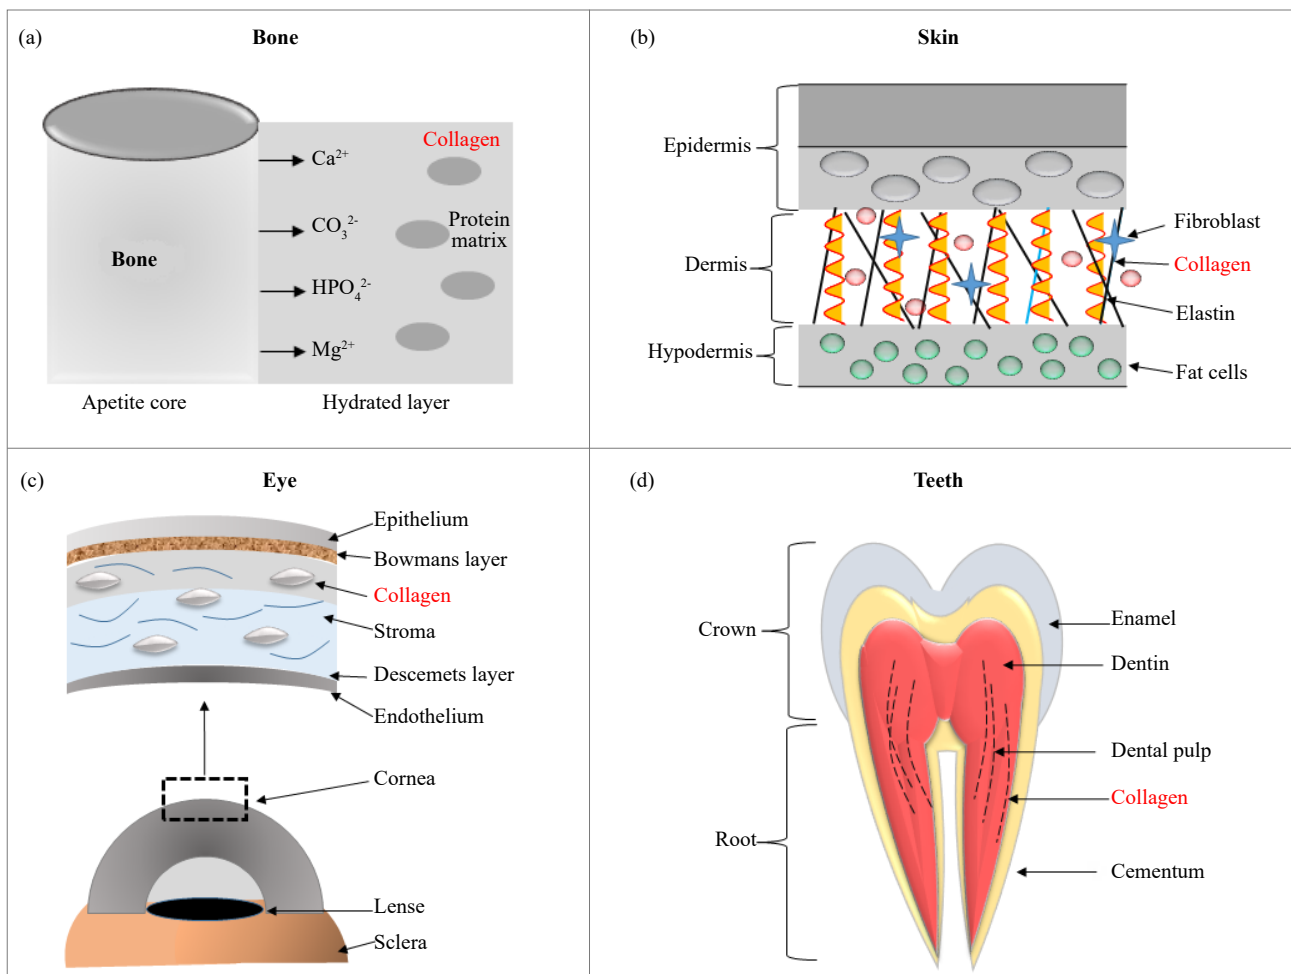 (a)
Bone
Collagen
Ca²⁺
Protein
matrix
CO₃²⁻
Bone
HPO₄²⁻
Mg²⁺
Apetite core
Hydrated layer
(b)
Skin
Epidermis
Dermis
Hypodermis
Fibroblast
Collagen
Elastin
Fat cells
(c)
Eye
Epithelium
Bowmans layer
Collagen
Stroma
Descemets layer
Endothelium
Cornea
Lense
Sclera
(d)
Teeth
Crown
Root
Enamel
Dentin
Dental pulp
Collagen
Cementum